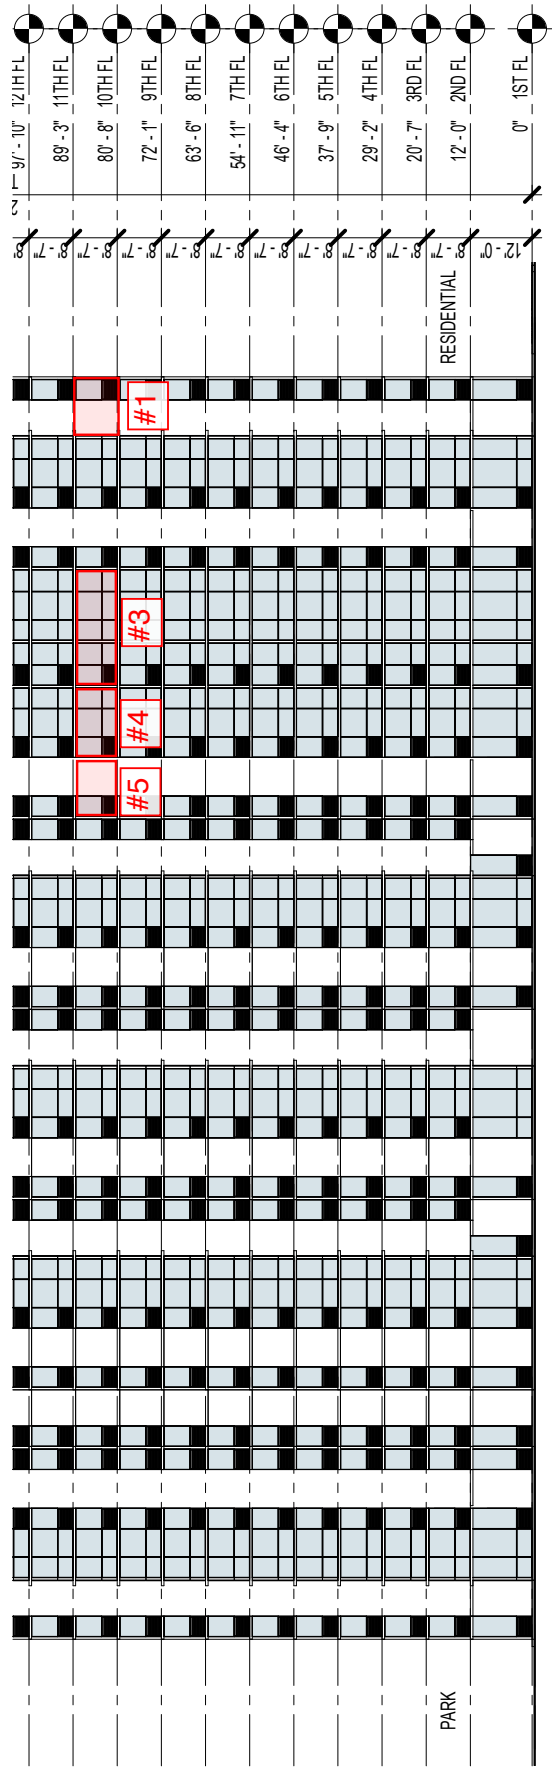 12TH FL
97' - 10"
11TH FL
89' - 3"
10TH FL
80' - 8"
9TH FL
72' - 1"
8TH FL
63' - 6"
7TH FL
54' - 11"
6TH FL
46' - 4"
5TH FL
37' - 9"
4TH FL
29' - 2"
3RD FL
20' - 7"
2ND FL
12' - 0"
1ST FL
0"
8' - 7"
8' - 7"
8' - 7"
8' - 7"
8' - 7"
8' - 7"
8' - 7"
8' - 7"
8' - 7"
8' - 7"
12' - 0"
RESIDENTIAL
#1
#3
#4
#5
PARK